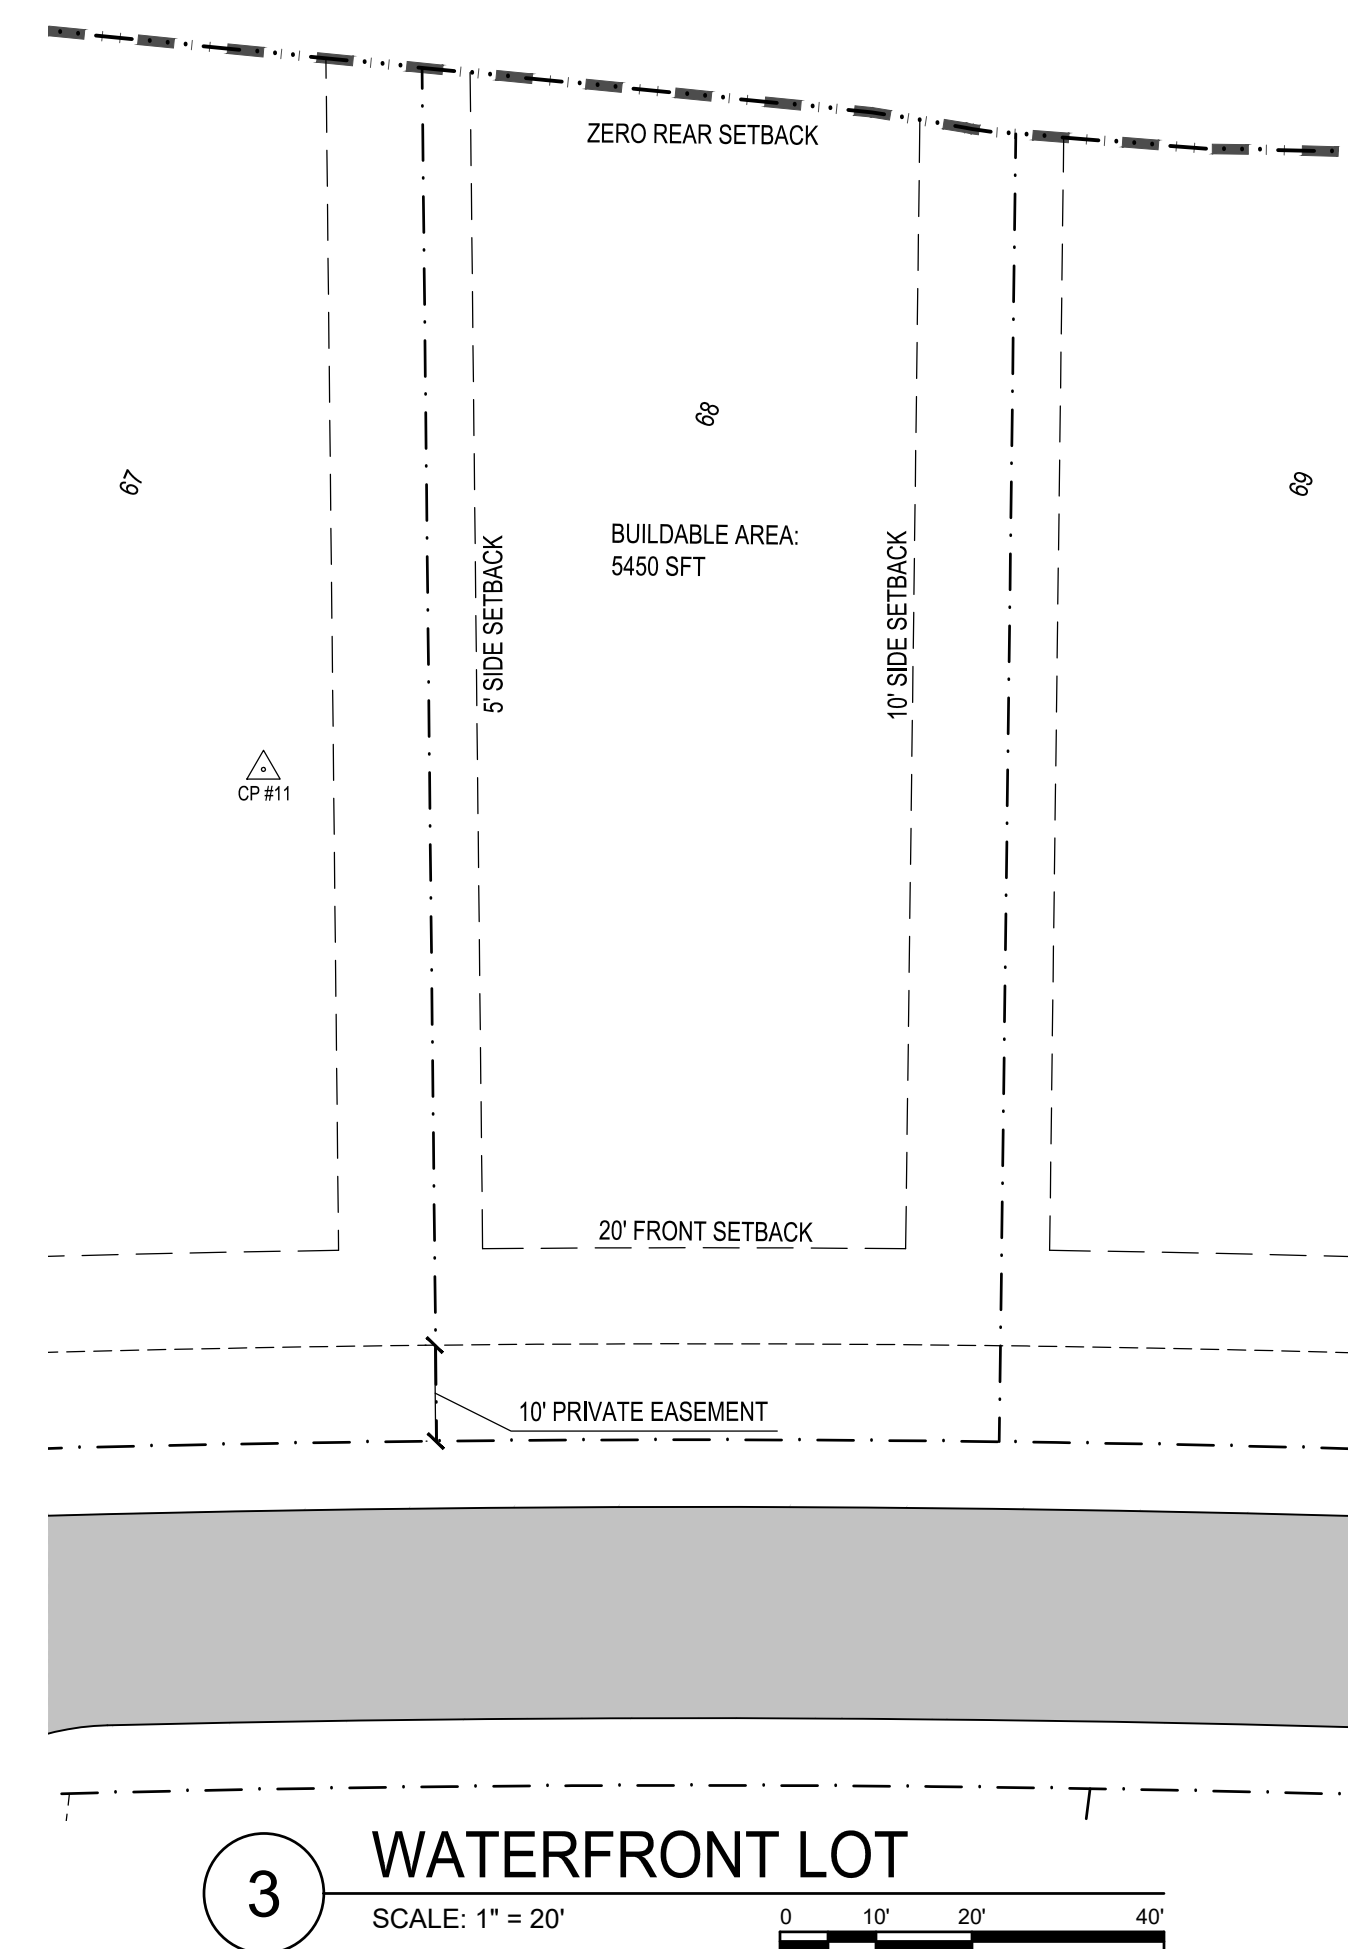 ZERO REAR SETBACK
68
67
69
BUILDABLE AREA:
5450 SFT
5' SIDE SETBACK
10' SIDE SETBACK
CP #11
20' FRONT SETBACK
10' PRIVATE EASEMENT
3
WATERFRONT LOT
SCALE: 1" = 20'
0 10' 20' 40'